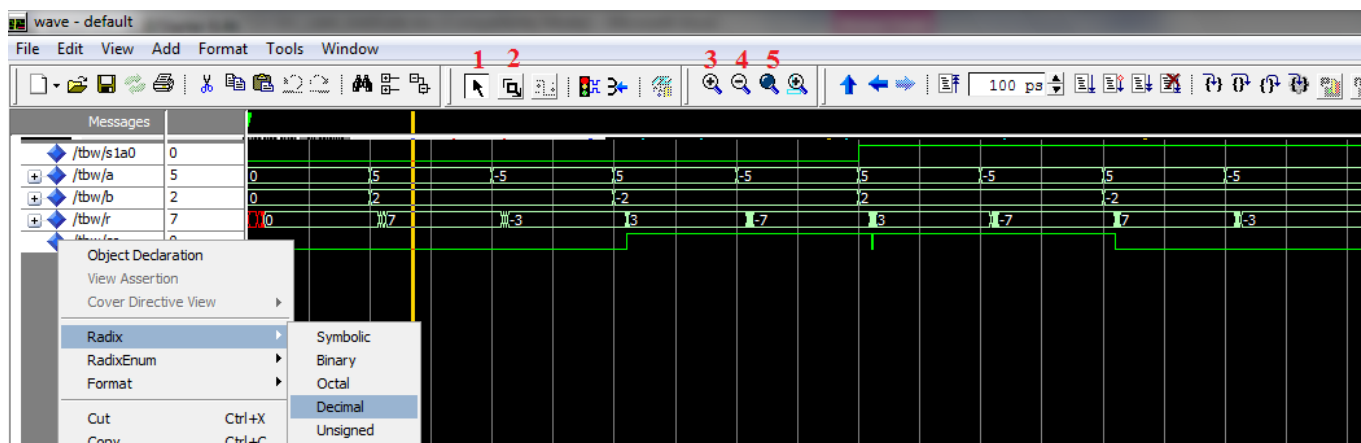 wave - default
File Edit View Add Format Tools Window
1 2 3 4 5
100 ps
Messages
/tbw/s1a0 0
/tbw/a 5 0 5 -5 5 -5 5 -5 5 -5
/tbw/b 2 0 2 -2 2 -2
/tbw/r 7 0 7 -3 3 -7 3 -7 7 -3
Object Declaration
View Assertion
Cover Directive View
Radix
RadixEnum
Format
Cut Ctrl+X
Copy Ctrl+C
Symbolic
Binary
Octal
Decimal
Unsigned